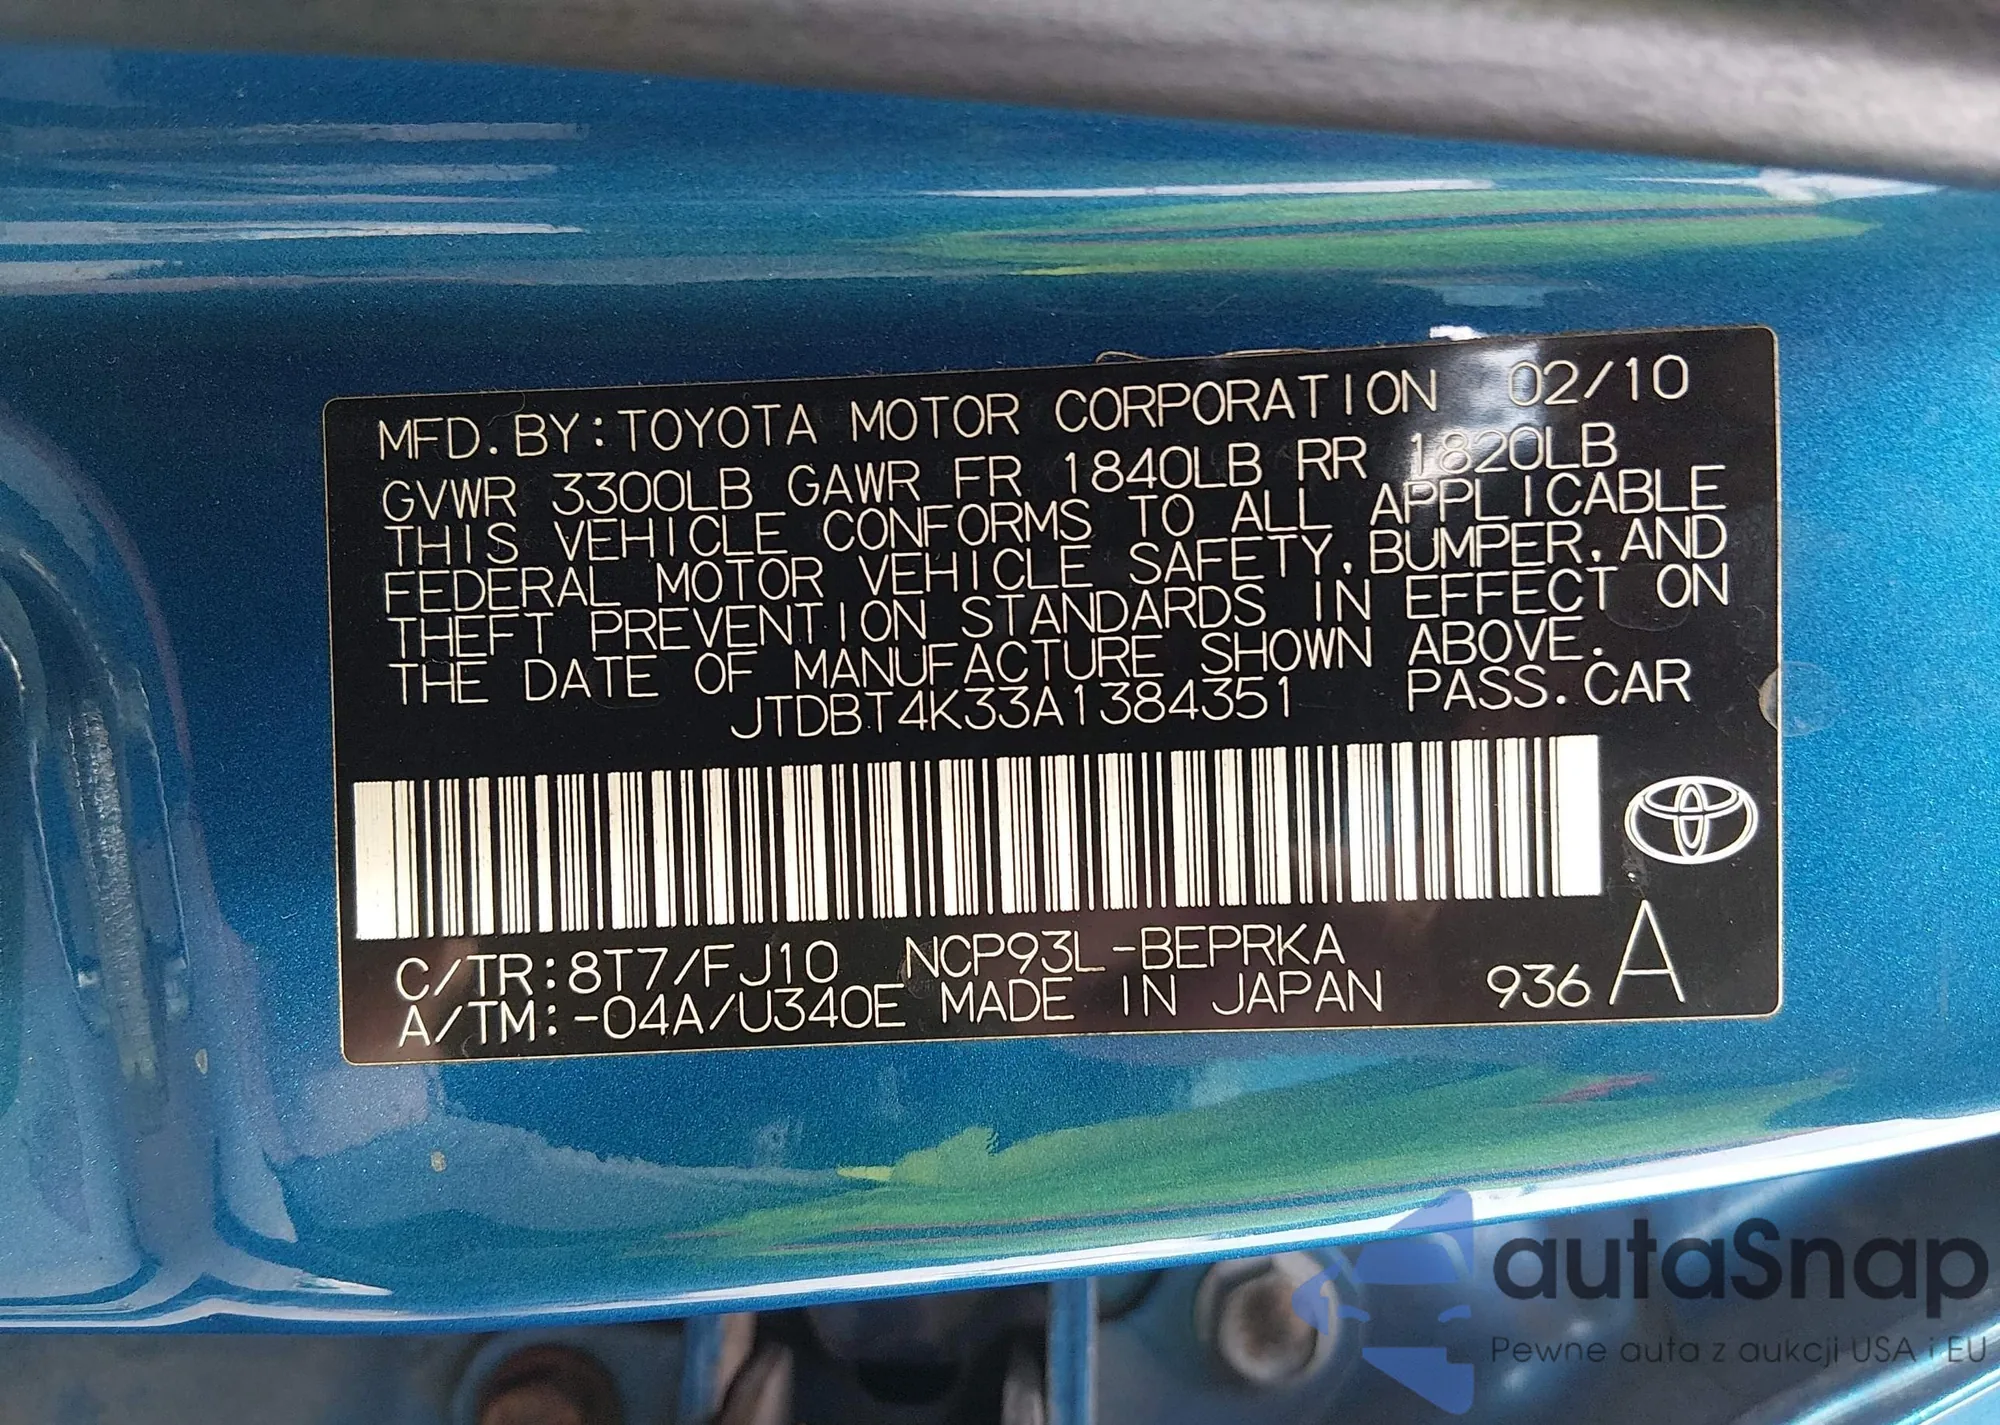 MFD. BY: TOYOTA MOTOR CORPORATION 02/10
GVWR 3300LB GAWR FR 1840LB RR 1820LB
THIS VEHICLE CONFORMS TO ALL APPLICABLE
FEDERAL MOTOR VEHICLE SAFETY, BUMPER, AND
THEFT PREVENTION STANDARDS IN EFFECT ON
THE DATE OF MANUFACTURE SHOWN ABOVE.
JTDBT4K33A1384351 PASS. CAR
C/TR: 8T7/FJ10 NCP93L-BEPRKA
A/TM: -04A/U340E MADE IN JAPAN 936 A
autaSnap
Pewne auta z aukcji USA i EU